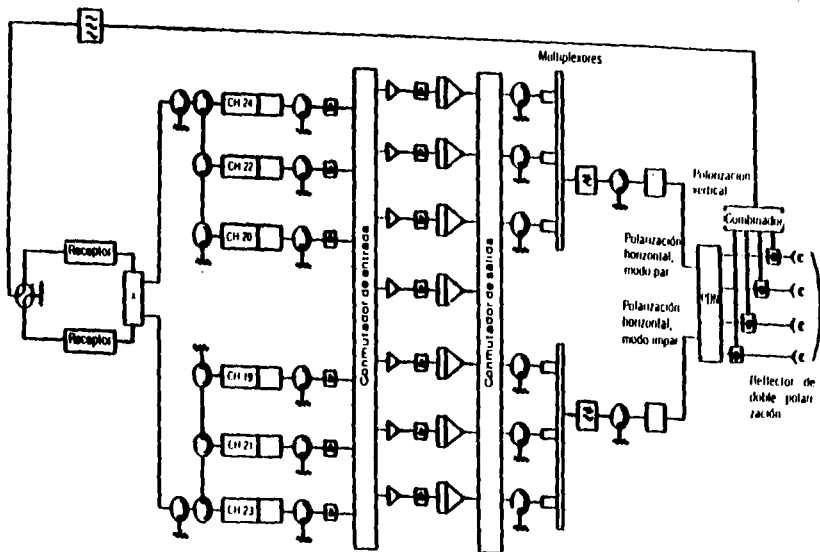 Multiplexores
CH 24
CH 22
CH 20
Receptor
Receptor
CH 19
CH 21
CH 23
Conmutador de entrada
Conmutador de salida
Polarización
vertical
Combinador
Polarización
horizontal,
modo par
Polarización
horizontal,
modo impar
Reflector de
doble polari
zación